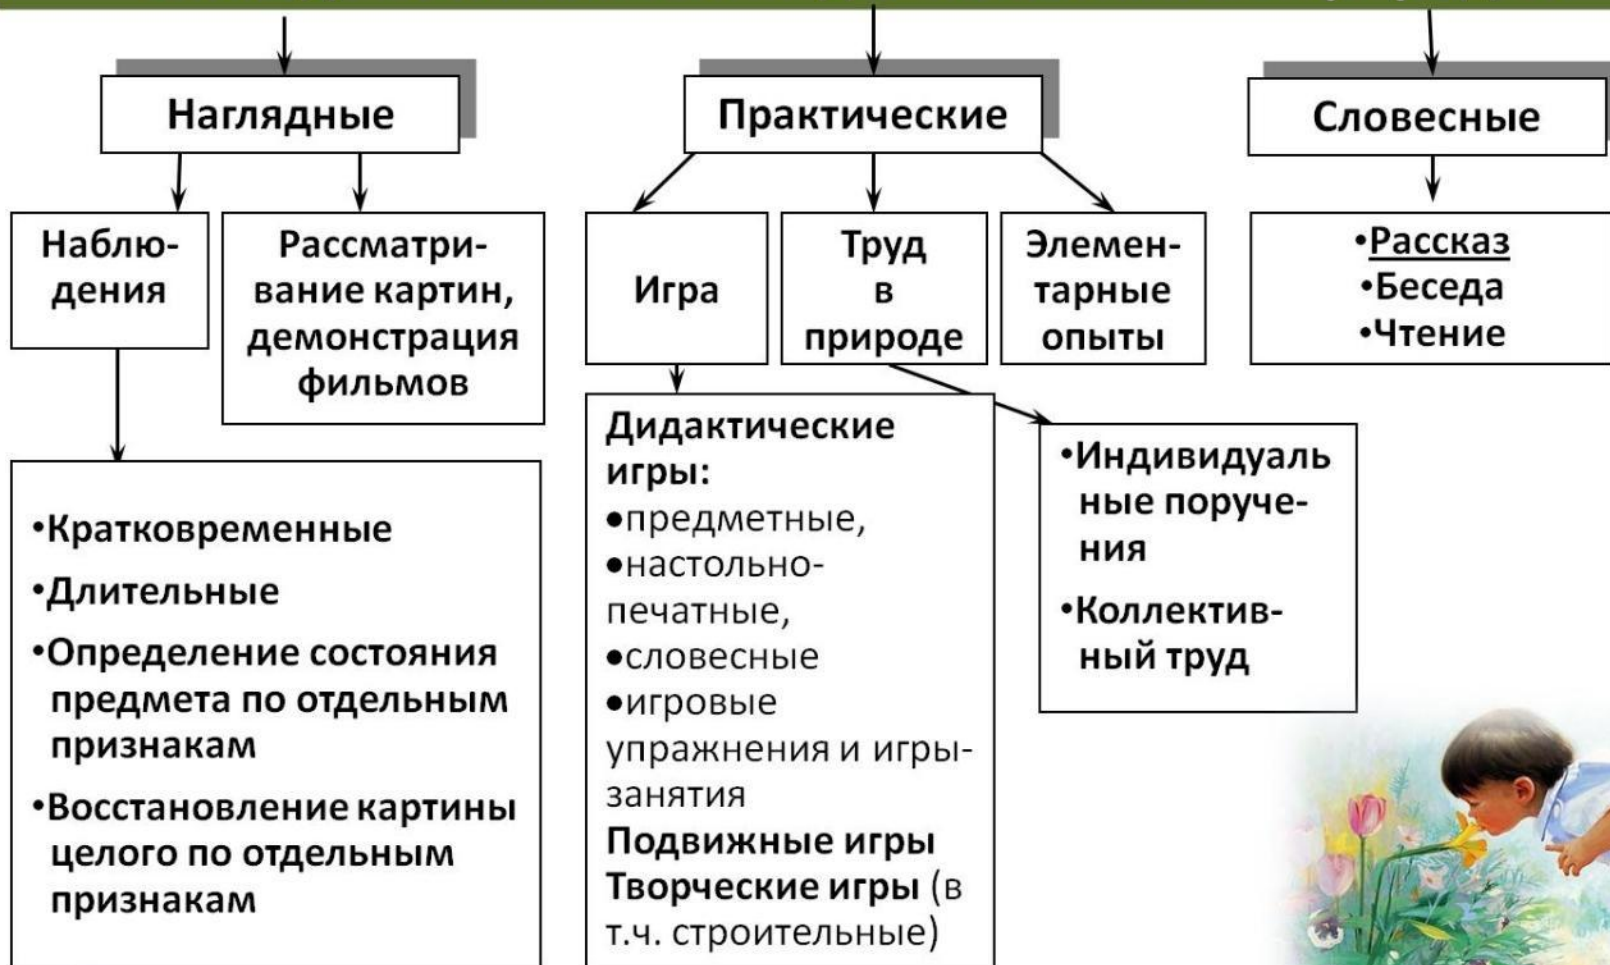 Наглядные
Практические
Словесные
Наблю-
дения
Рассматри-
вание картин,
демонстрация
фильмов
Игра
Труд
в
природе
Элемен-
тарные
опыты
•Рассказ
•Беседа
•Чтение
•Кратковременные
•Длительные
•Определение состояния
предмета по отдельным
признакам
•Восстановление картины
целого по отдельным
признакам
Дидактические
игры:
•предметные,
•настольно-
печатные,
•словесные
•игровые
упражнения и игры-
занятия
Подвижные игры
Творческие игры (в
т.ч. строительные)
•Индивидуаль
ные поруче-
ния
•Коллектив-
ный труд